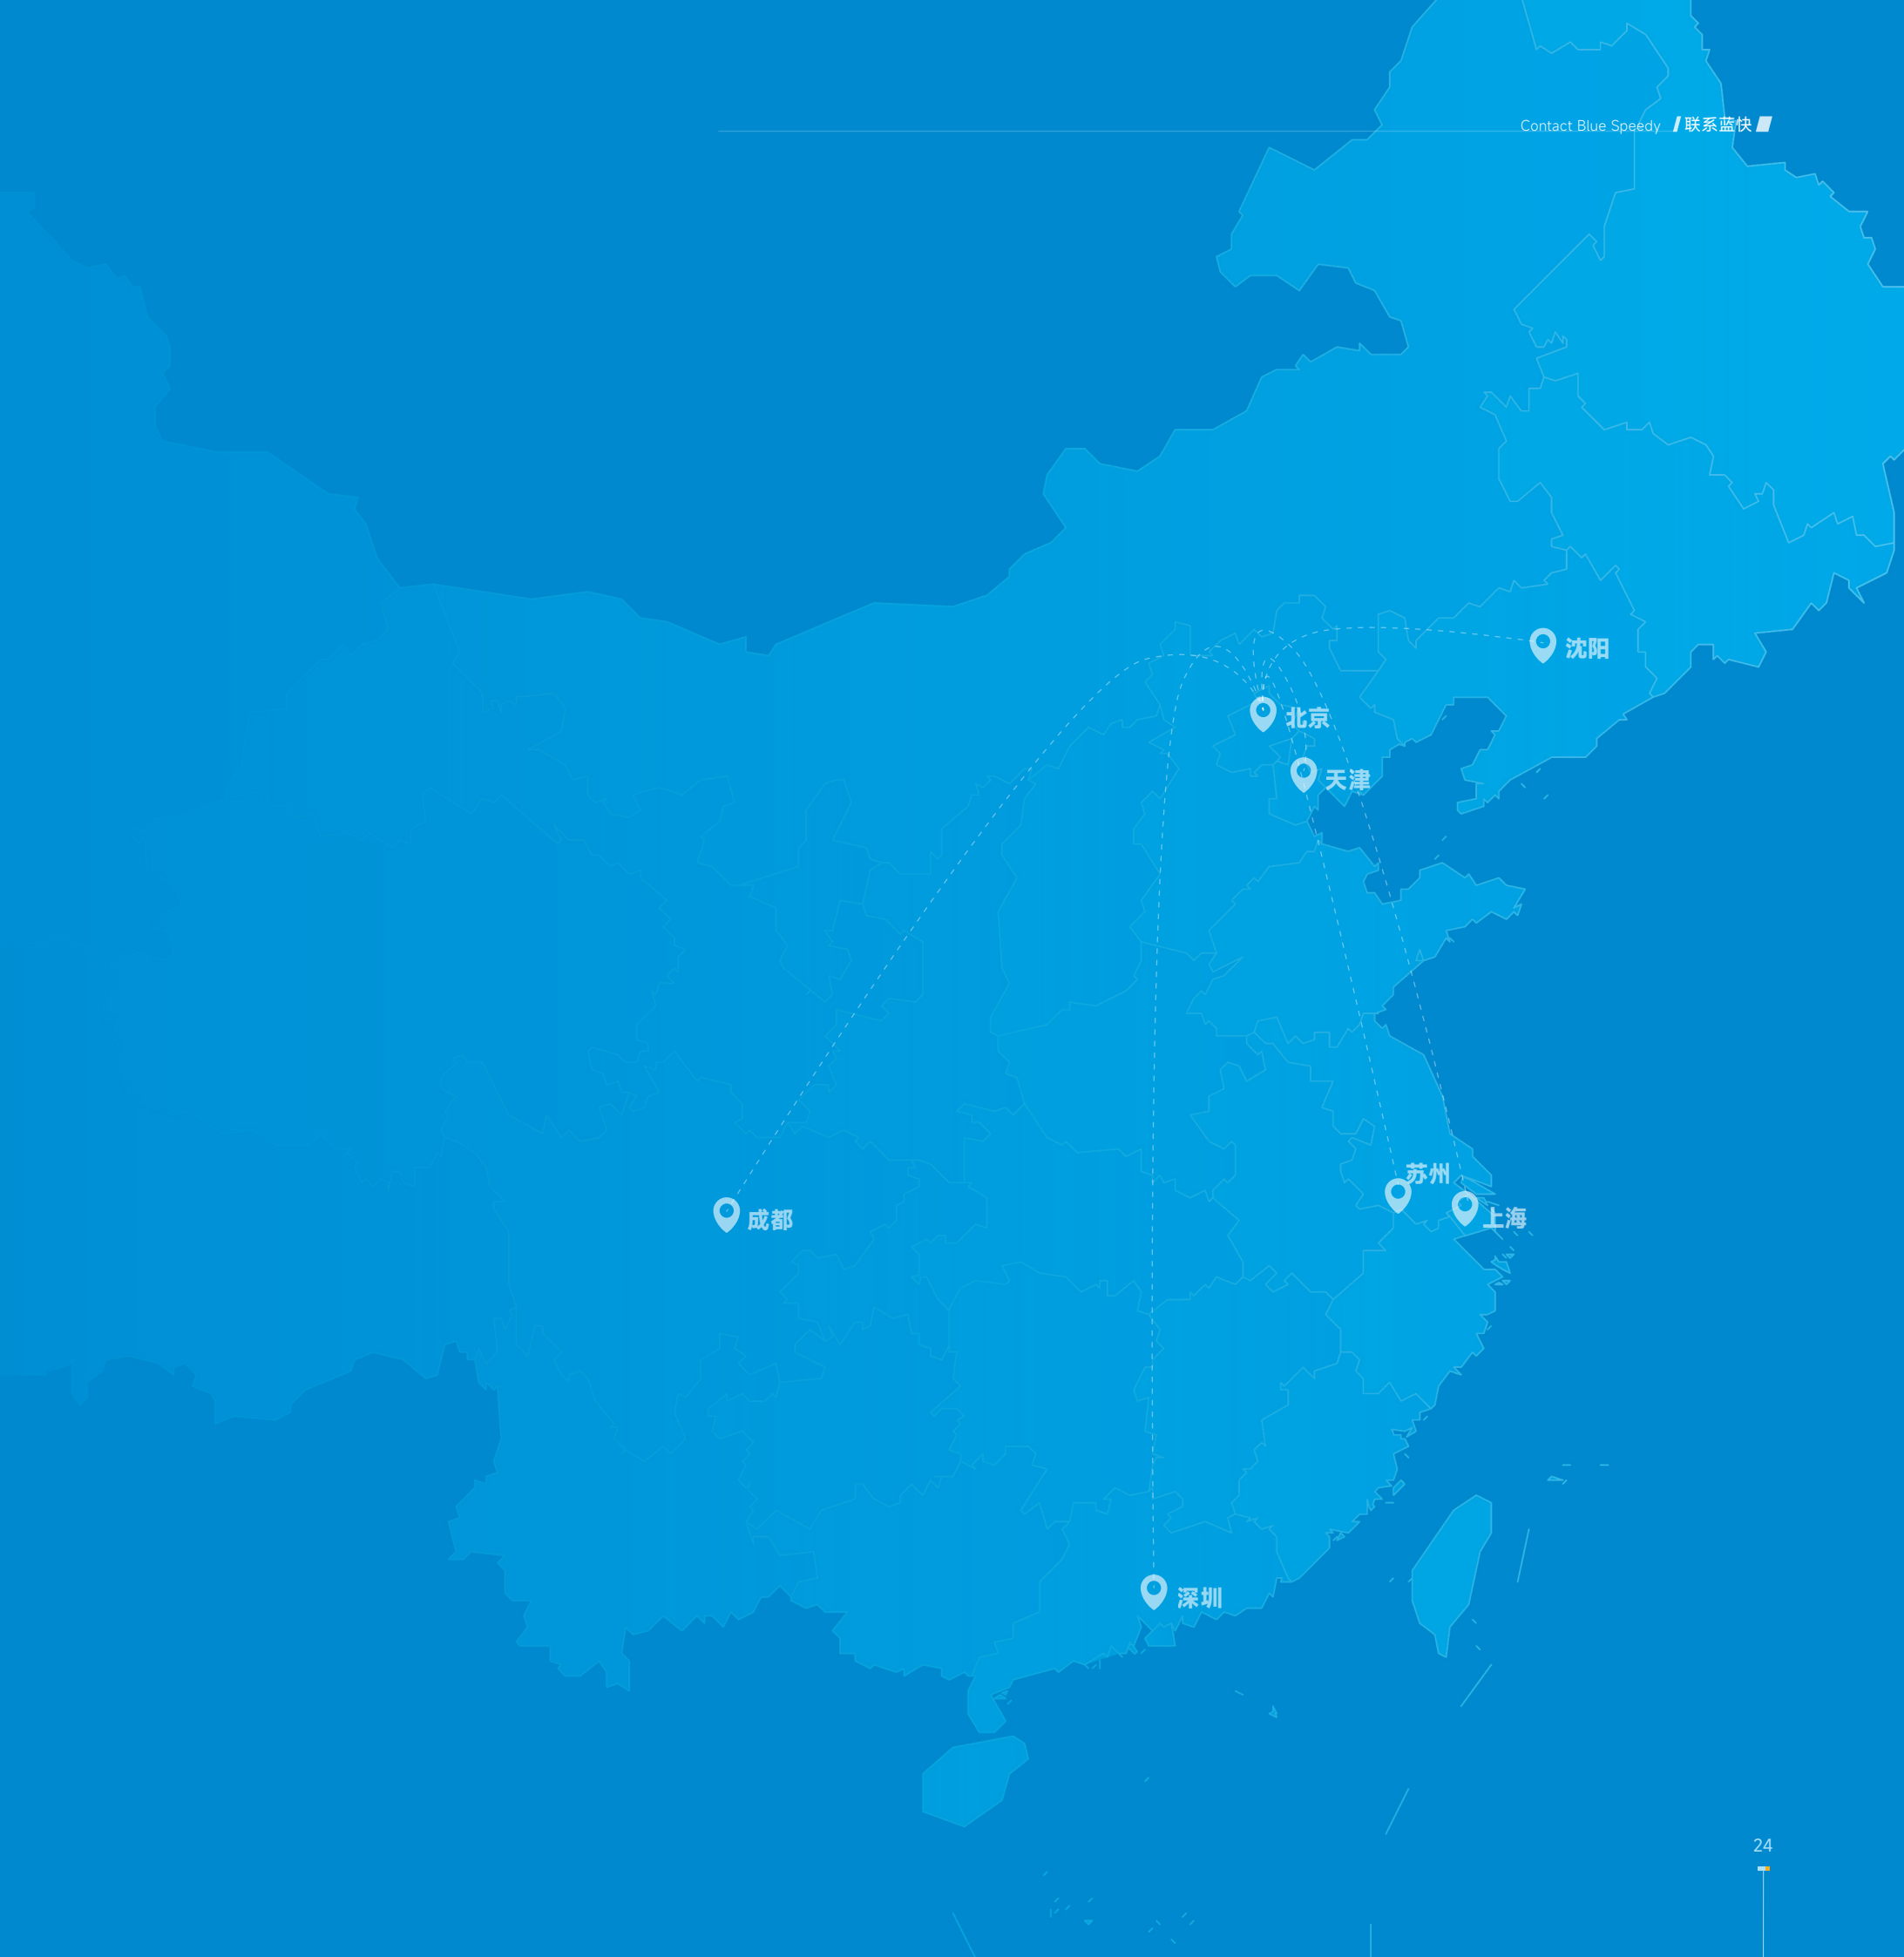 Contact Blue Speedy 联系蓝快
沈阳
北京
天津
苏州
上海
成都
深圳
24